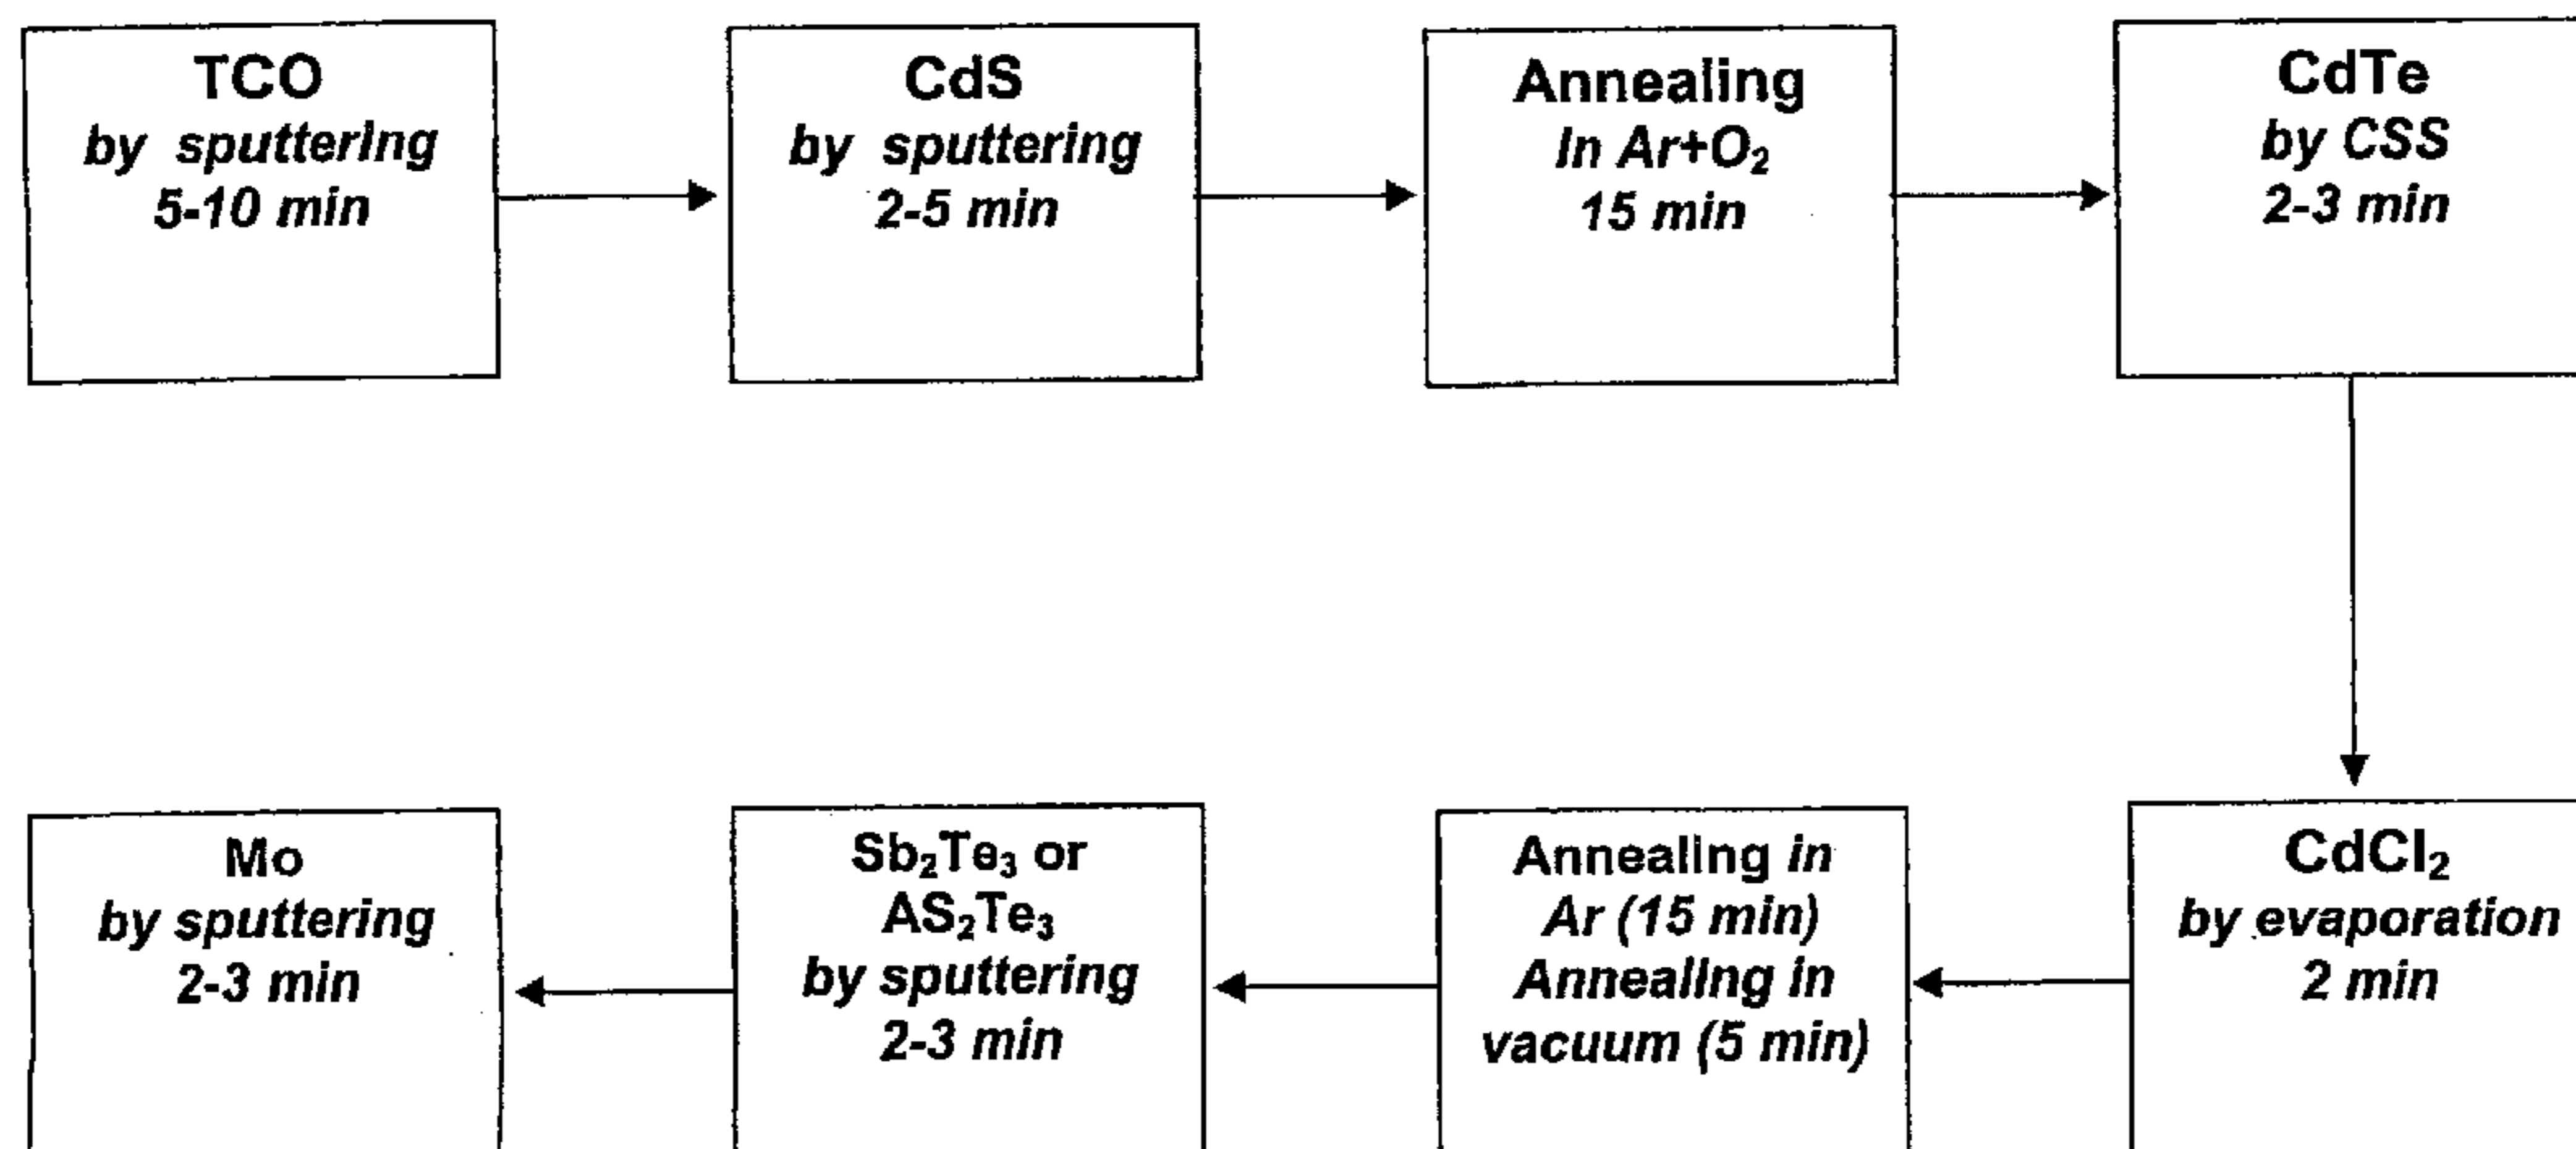 TCO
by sputtering
5-10 min
CdS
by sputtering
2-5 min
Annealing
In Ar+O₂
15 min
CdTe
by CSS
2-3 min
Mo
by sputtering
2-3 min
Sb₂Te₃ or
AS₂Te₃
by sputtering
2-3 min
Annealing in
Ar (15 min)
Annealing in
vacuum (5 min)
CdCl₂
by evaporation
2 min